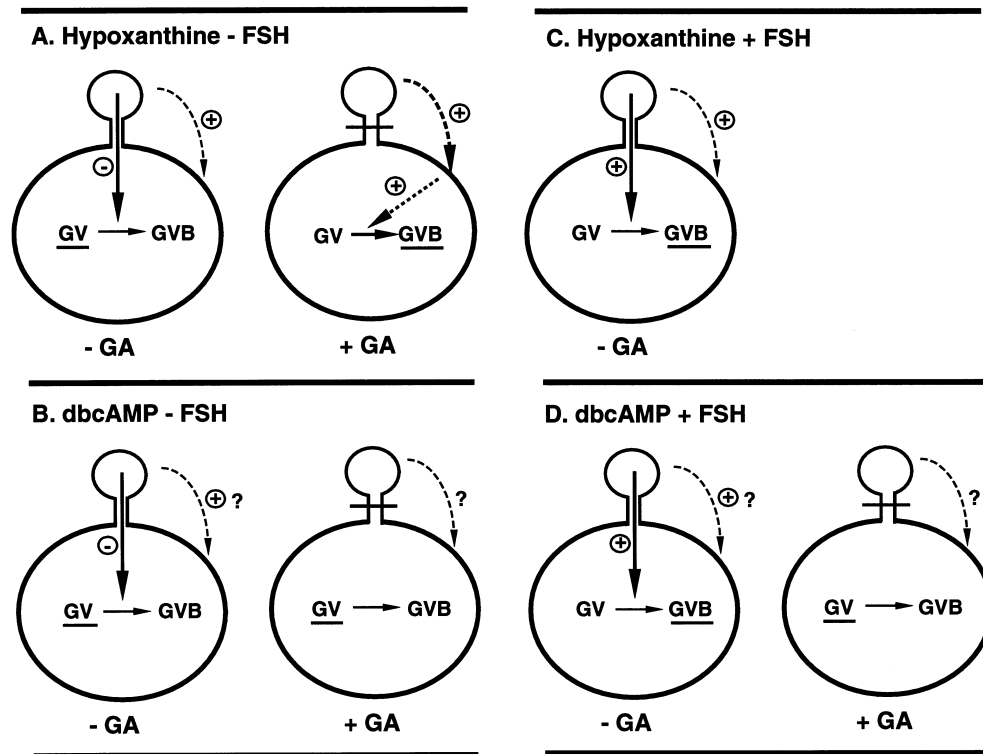 A. Hypoxanthine - FSH
+
+
-
+
GV GVB
GV GVB
- GA
+ GA
C. Hypoxanthine + FSH
+
+
GV GVB
- GA
B. dbcAMP - FSH
+ ?
?
-
GV GVB
GV GVB
- GA
+ GA
D. dbcAMP + FSH
+ ?
?
+
GV GVB
GV GVB
- GA
+ GA